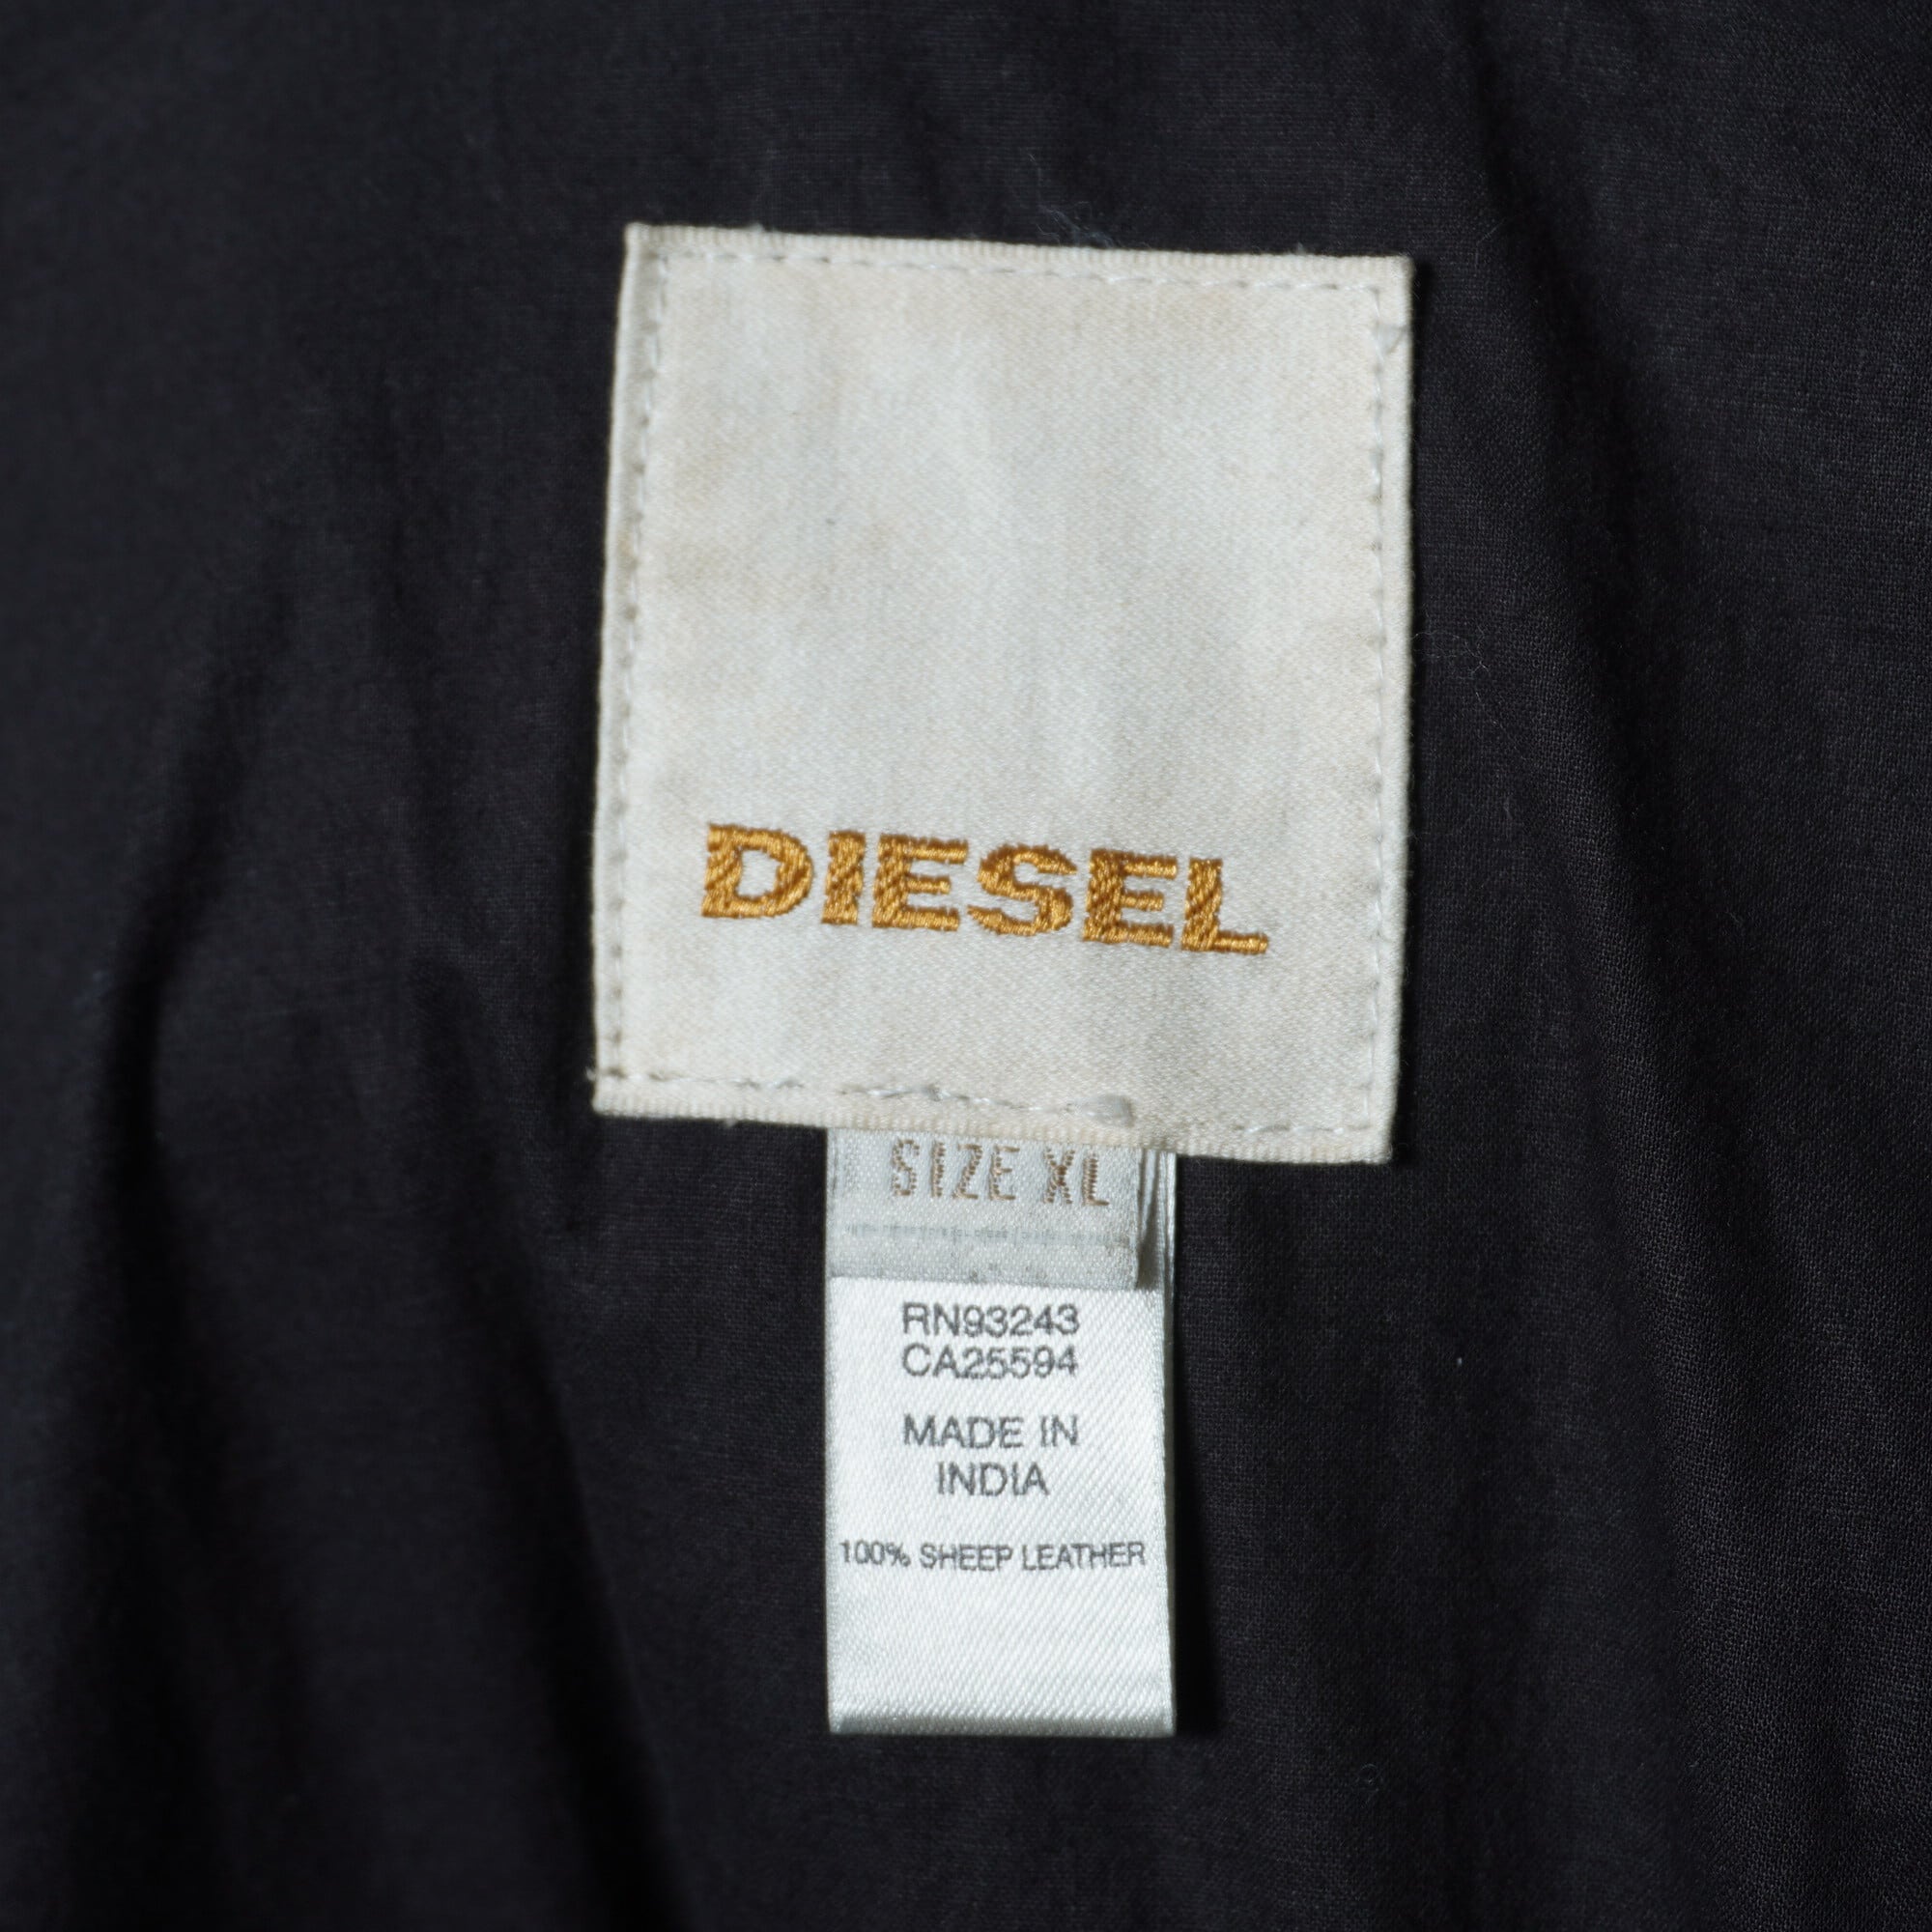 DIESEL
SIZE XL
RN93243
CA25594
MADE IN
INDIA
100% SHEEP LEATHER